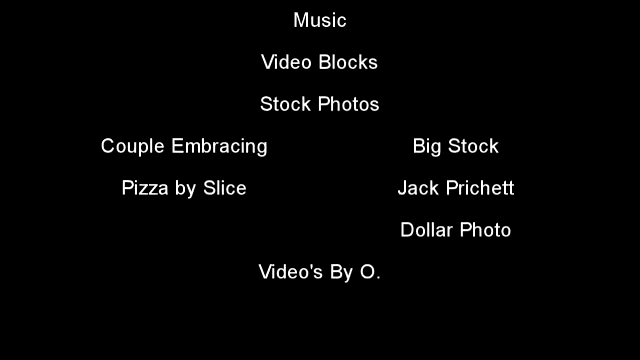 Music
Video Blocks
Stock Photos
Couple Embracing Big Stock
Pizza by Slice Jack Prichett
Dollar Photo
Video's By O.